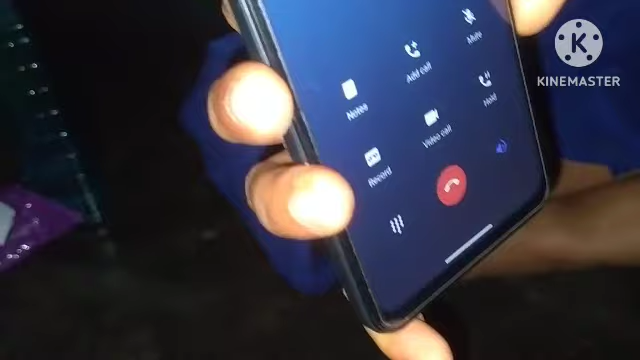 Mute
Add call
Notes
Hold
Video call
Record
K
KINEMASTER